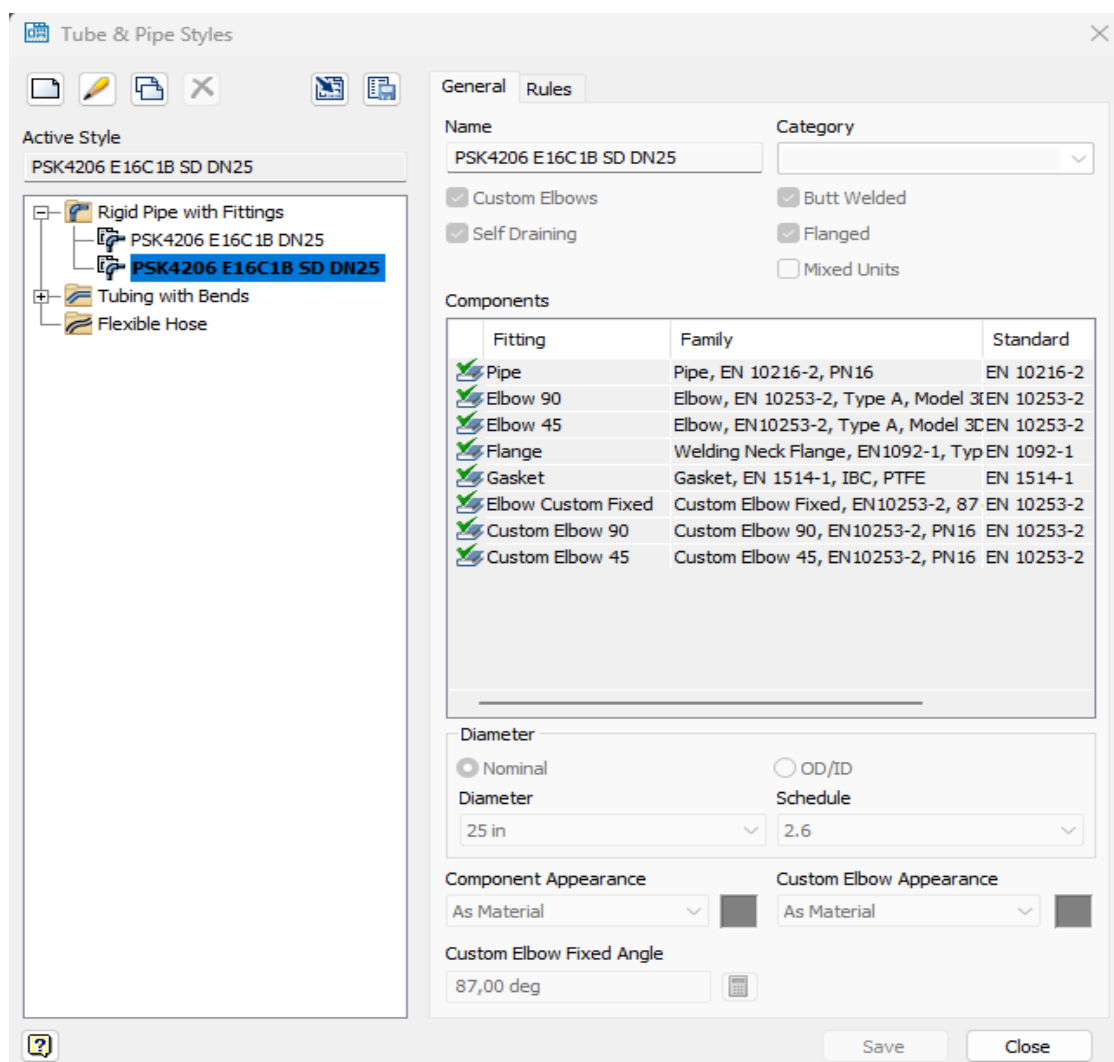 Tube & Pipe Styles
General
Rules
Active Style
PSK4206 E16C1B SD DN25
Rigid Pipe with Fittings
PSK4206 E16C1B DN25
PSK4206 E16C1B SD DN25
Tubing with Bends
Flexible Hose
Name
Category
PSK4206 E16C1B SD DN25
Custom Elbows
Butt Welded
Self Draining
Flanged
Mixed Units
Components
Fitting Family Standard
Pipe Pipe, EN 10216-2, PN16 EN 10216-2
Elbow 90 Elbow, EN 10253-2, Type A, Model 3D EN 10253-2
Elbow 45 Elbow, EN10253-2, Type A, Model 3D EN 10253-2
Flange Welding Neck Flange, EN1092-1, Typ EN 1092-1
Gasket Gasket, EN 1514-1, IBC, PTFE EN 1514-1
Elbow Custom Fixed Custom Elbow Fixed, EN10253-2, 87 EN 10253-2
Custom Elbow 90 Custom Elbow 90, EN10253-2, PN16 EN 10253-2
Custom Elbow 45 Custom Elbow 45, EN10253-2, PN16 EN 10253-2
Diameter
Nominal
OD/ID
Diameter
Schedule
25 in
2.6
Component Appearance
Custom Elbow Appearance
As Material
As Material
Custom Elbow Fixed Angle
87,00 deg
Save
Close